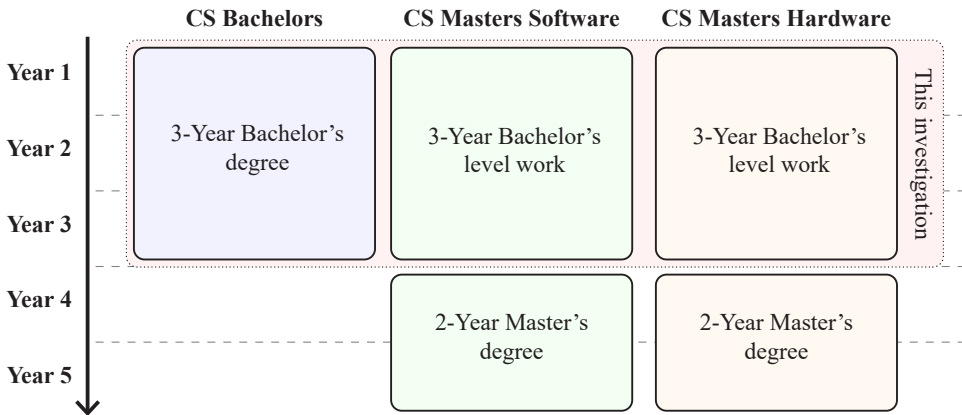 CS Bachelors
CS Masters Software
CS Masters Hardware
Year 1
Year 2
Year 3
Year 4
Year 5
3-Year Bachelor’s
degree
3-Year Bachelor’s
level work
3-Year Bachelor’s
level work
This investigation
2-Year Master’s
degree
2-Year Master’s
degree